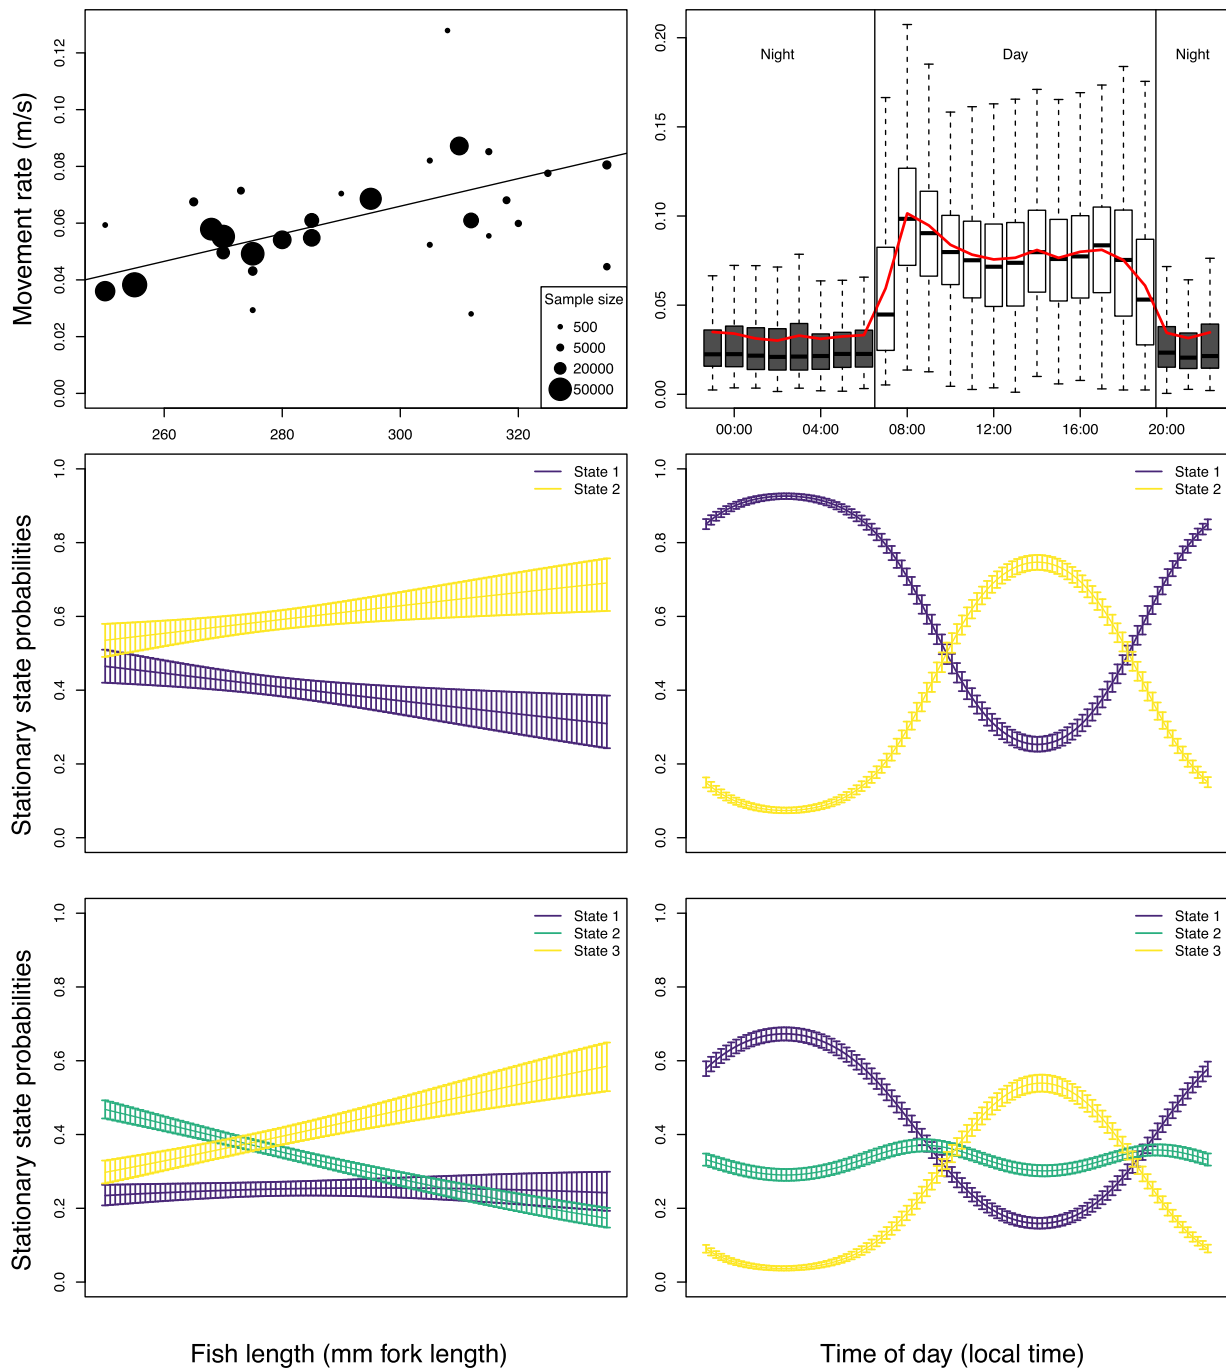 Movement rate (m/s)
0.00
0.02
0.04
0.06
0.08
0.10
0.12
260
280
300
320
Sample size
500
5000
20000
50000
0.00
0.05
0.10
0.15
0.20
Night
Day
Night
00:00
04:00
08:00
12:00
16:00
20:00
Stationary state probabilities
0.0
0.2
0.4
0.6
0.8
1.0
State 1
State 2
0.0
0.2
0.4
0.6
0.8
1.0
State 1
State 2
Stationary state probabilities
0.0
0.2
0.4
0.6
0.8
1.0
State 1
State 2
State 3
0.0
0.2
0.4
0.6
0.8
1.0
State 1
State 2
State 3
Fish length (mm fork length)
Time of day (local time)